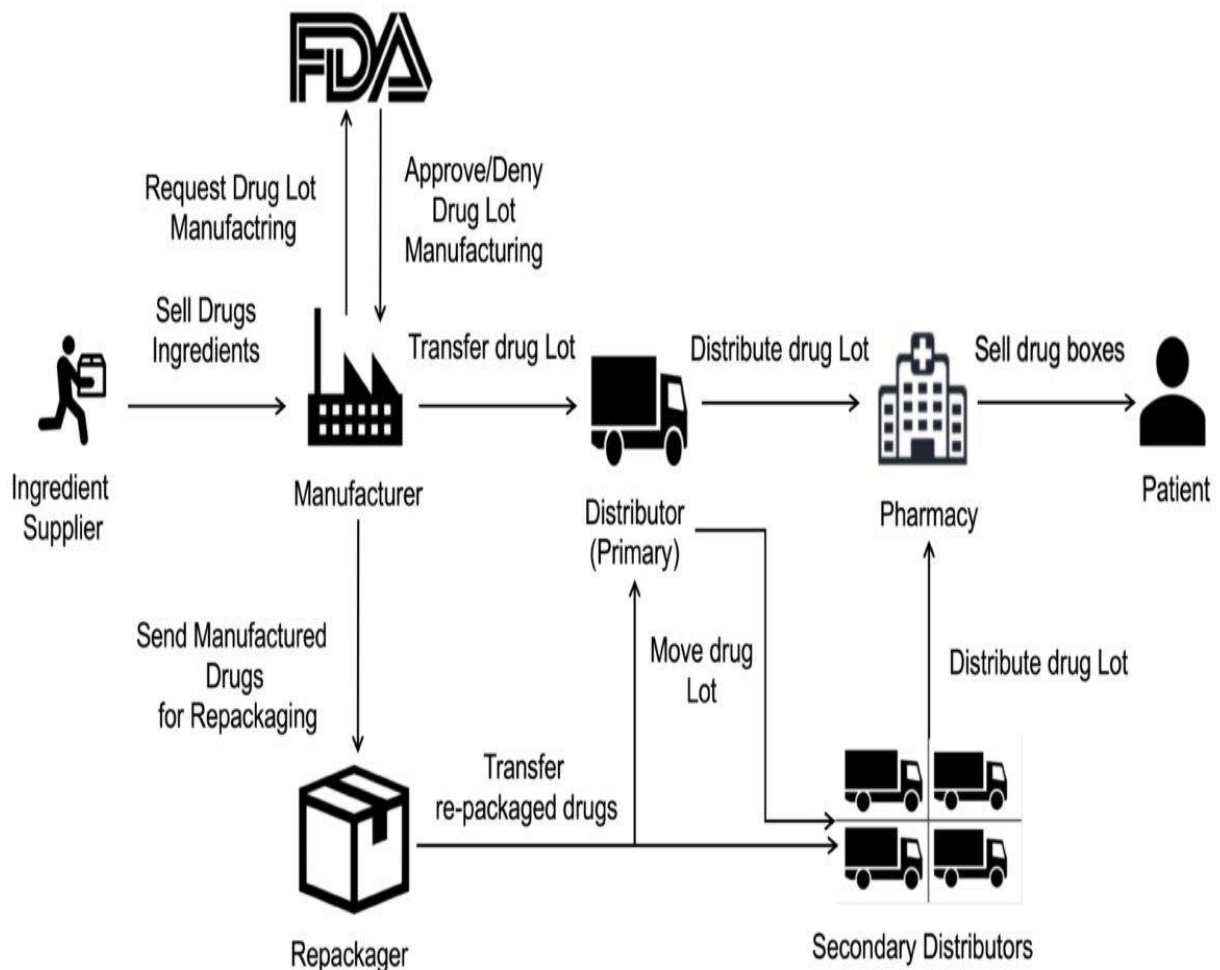 FDA
Request Drug Lot
Manufactring
Approve/Deny
Drug Lot
Manufacturing
Sell Drugs
Ingredients
Transfer drug Lot
Distribute drug Lot
Sell drug boxes
Ingredient
Supplier
Manufacturer
Distributor
(Primary)
Pharmacy
Patient
Send Manufactured
Drugs
for Repackaging
Move drug
Lot
Distribute drug Lot
Transfer
re-packaged drugs
Repackager
Secondary Distributors